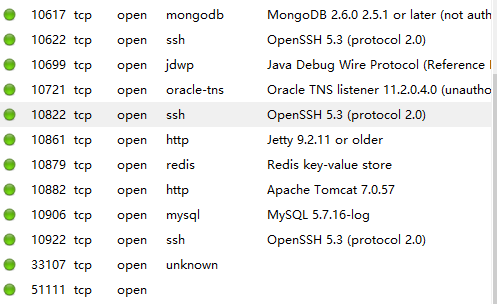 10617 tcp open mongodb MongoDB 2.6.0 2.5.1 or later (not auth
10622 tcp open ssh OpenSSH 5.3 (protocol 2.0)
10699 tcp open jdwp Java Debug Wire Protocol (Reference I
10721 tcp open oracle-tns Oracle TNS listener 11.2.0.4.0 (unautho
10822 tcp open ssh OpenSSH 5.3 (protocol 2.0)
10861 tcp open http Jetty 9.2.11 or older
10879 tcp open redis Redis key-value store
10882 tcp open http Apache Tomcat 7.0.57
10906 tcp open mysql MySQL 5.7.16-log
10922 tcp open ssh OpenSSH 5.3 (protocol 2.0)
33107 tcp open unknown
51111 tcp open